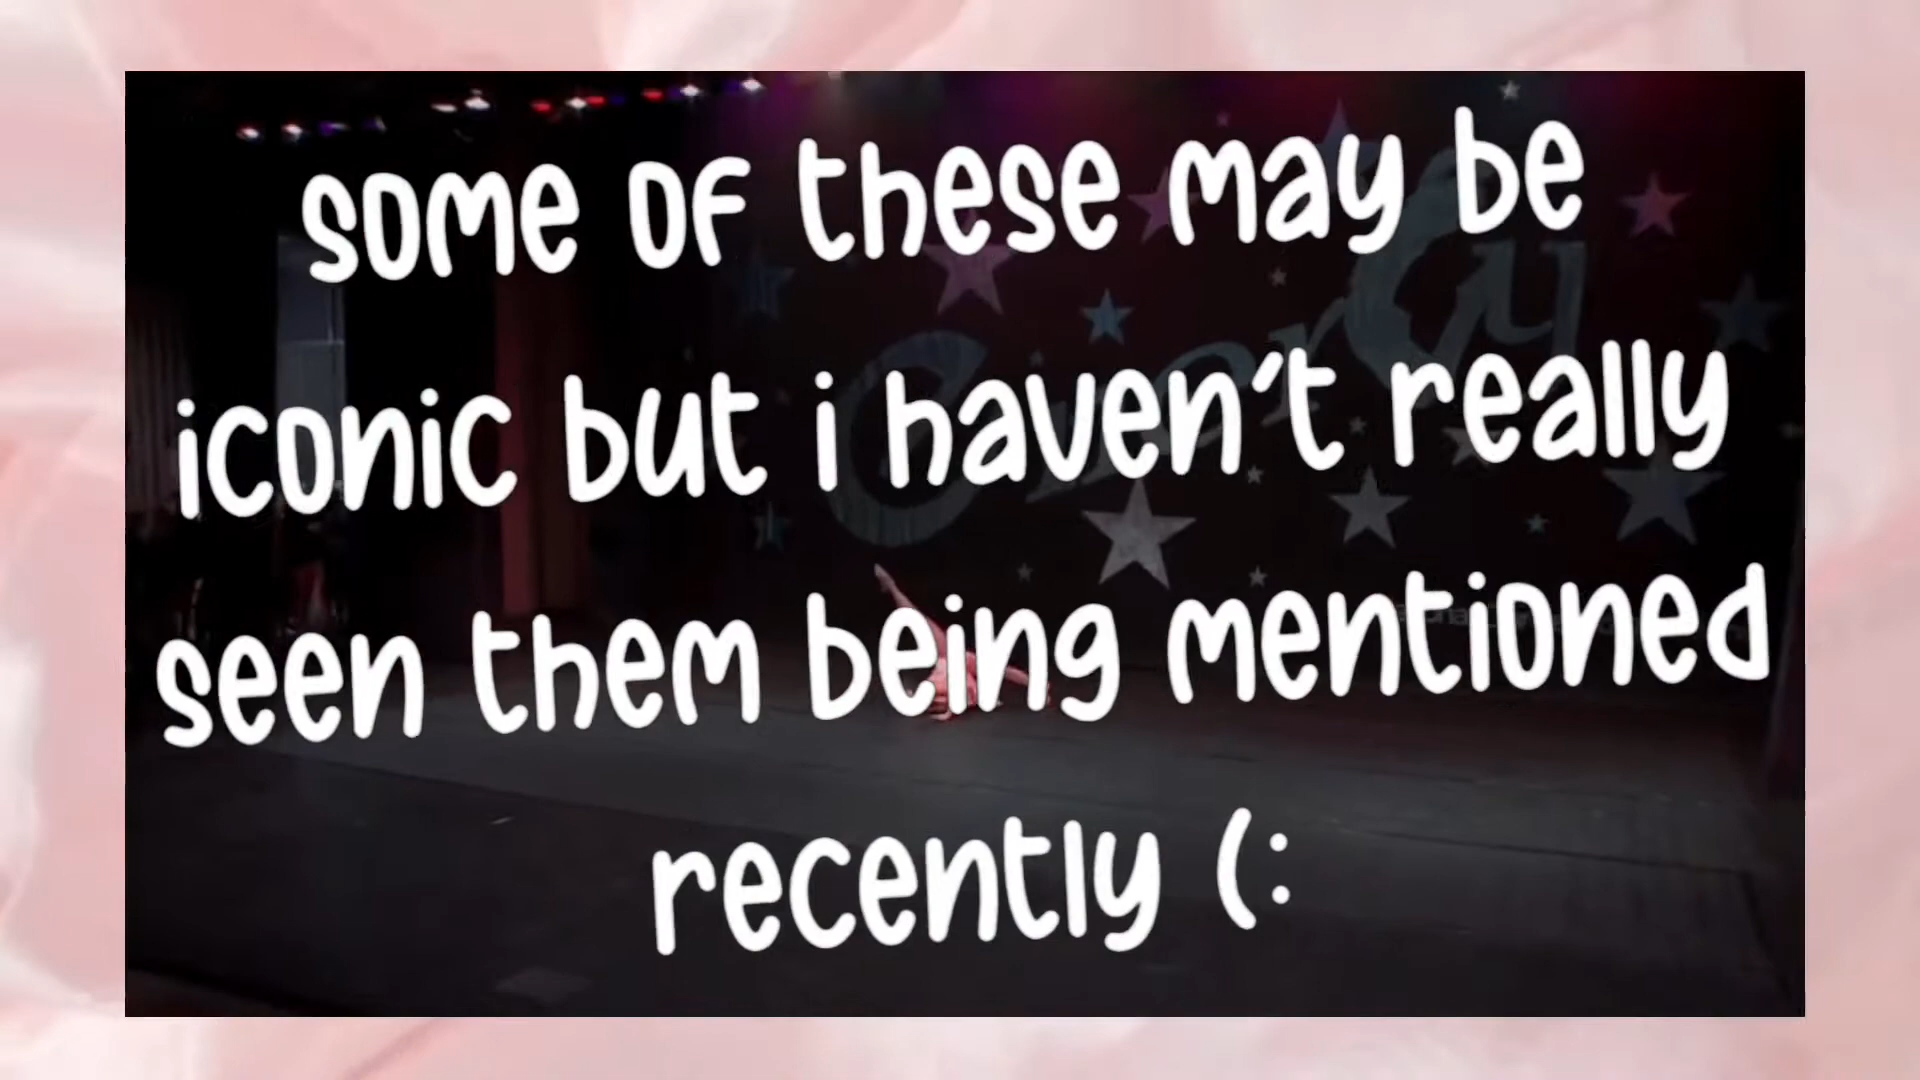 some of these may be
iconic but i haven't really
seen them being mentioned
recently (: